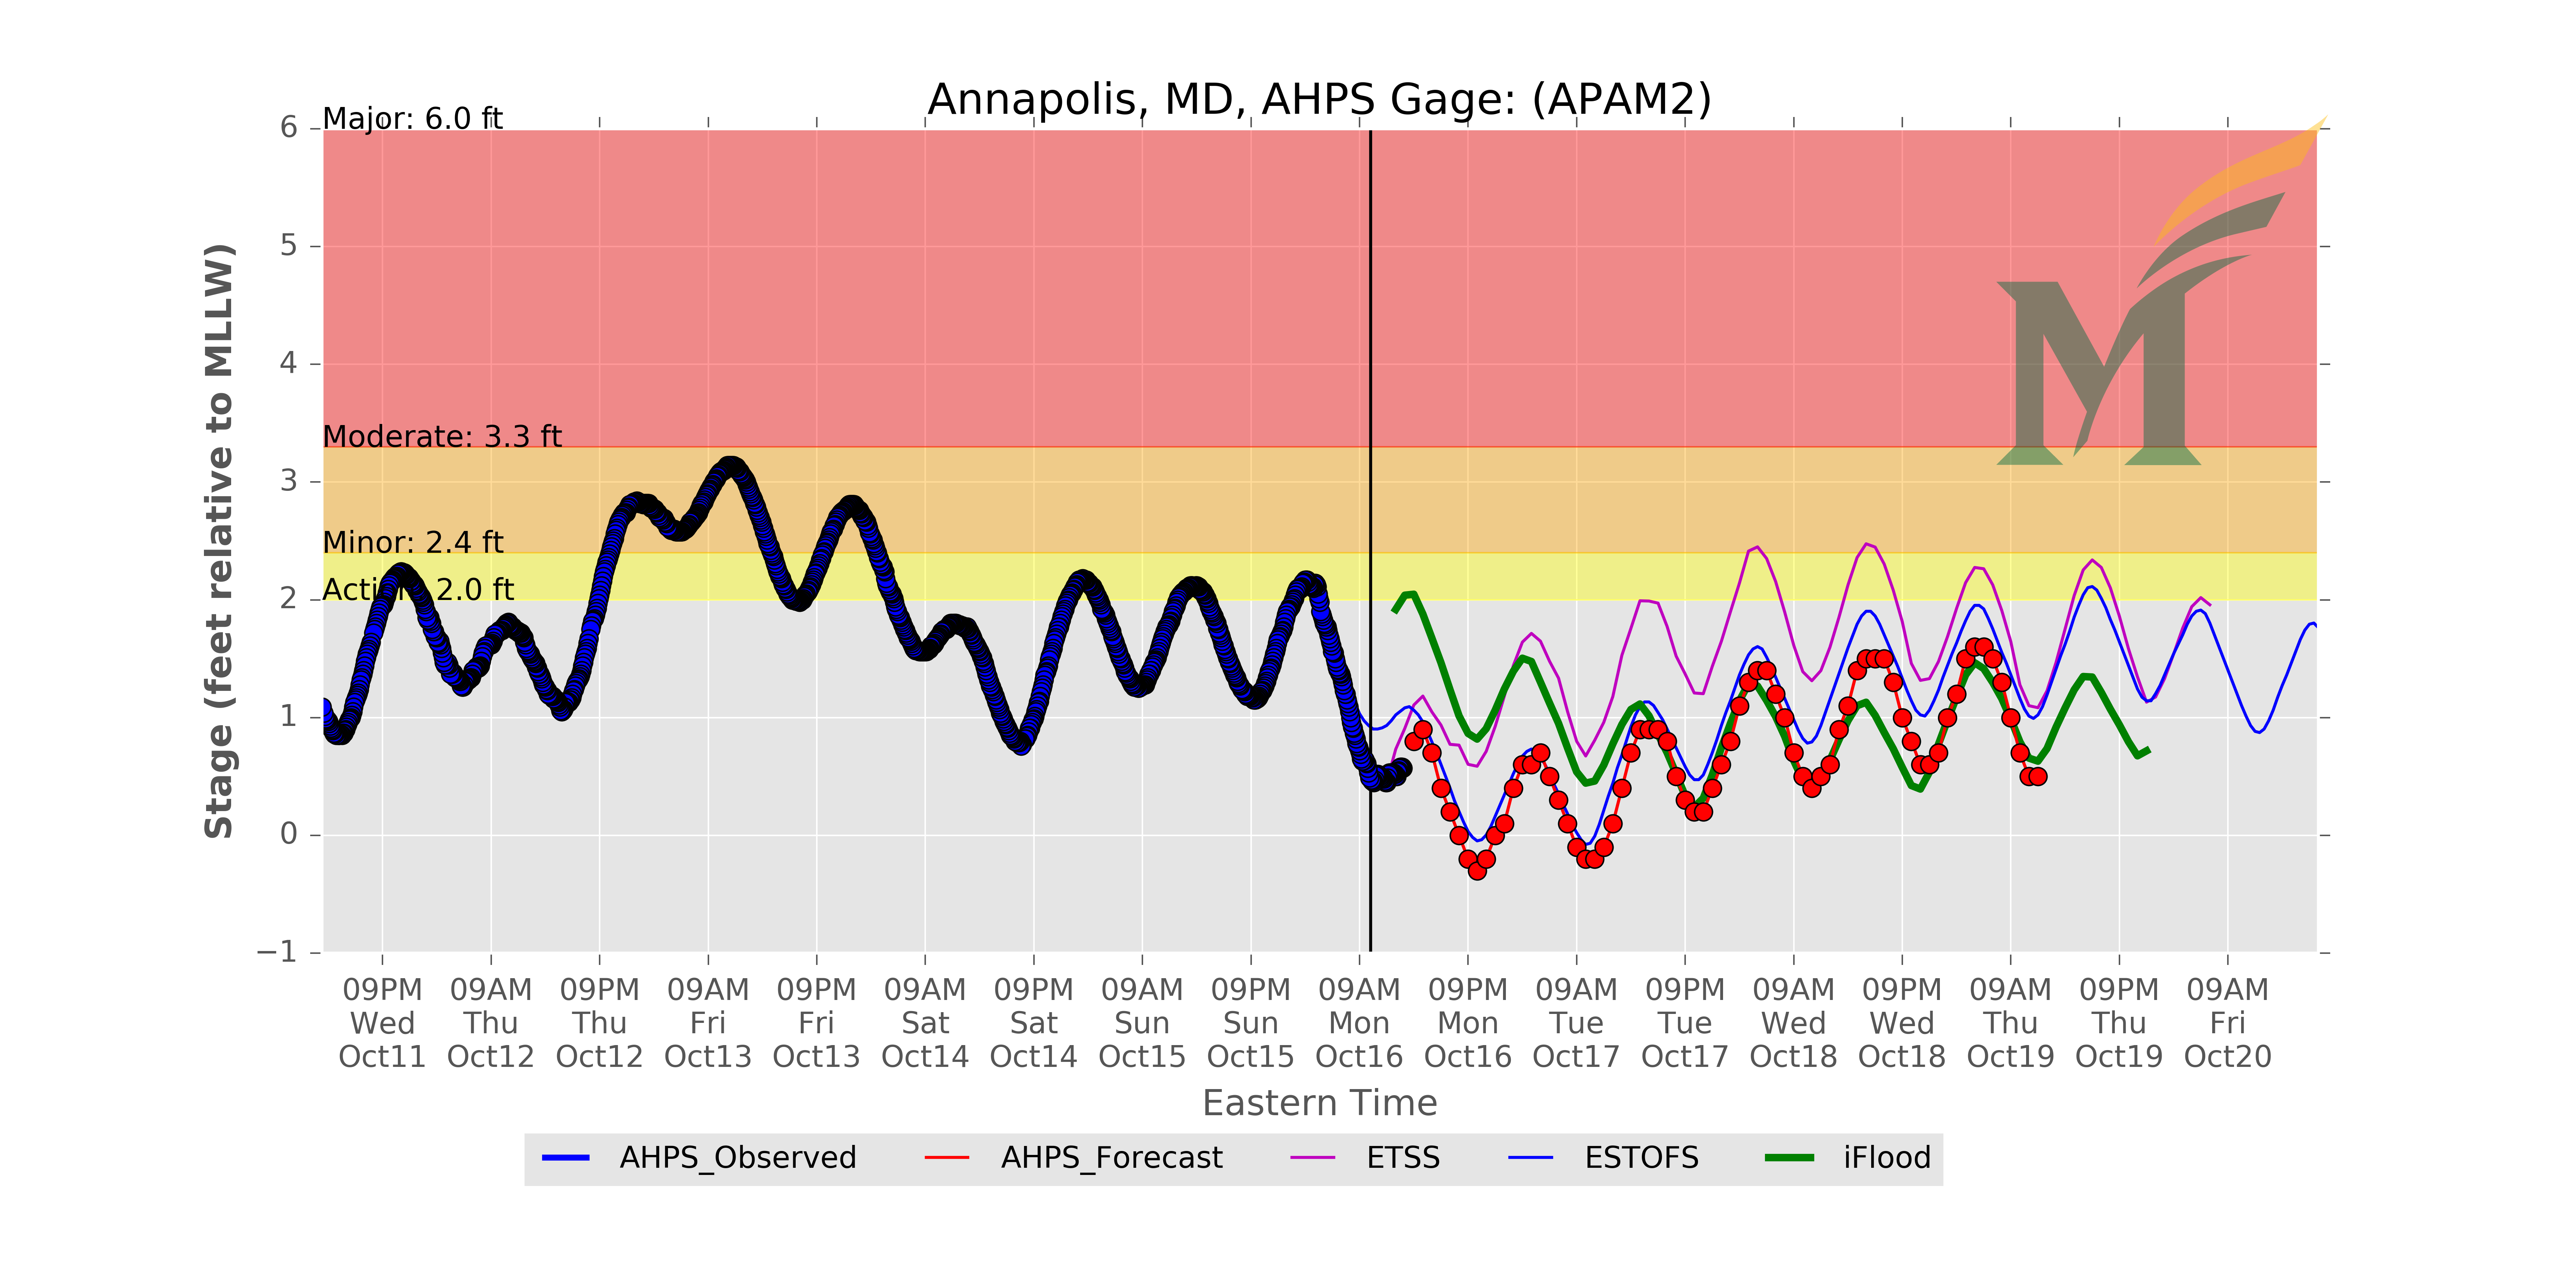 Annapolis, MD, AHPS Gage: (APAM2)
Major: 6.0 ft
Moderate: 3.3 ft
Minor: 2.4 ft
Action: 2.0 ft
6
5
4
3
2
1
0
−1
Stage (feet relative to MLLW)
09PM 09AM 09PM 09AM 09PM 09AM 09PM 09AM 09PM 09AM 09PM 09AM 09PM 09AM 09PM 09AM 09PM 09AM
Wed Thu Thu Fri Fri Sat Sat Sun Sun Mon Mon Tue Tue Wed Wed Thu Thu Fri
Oct11 Oct12 Oct12 Oct13 Oct13 Oct14 Oct14 Oct15 Oct15 Oct16 Oct16 Oct17 Oct17 Oct18 Oct18 Oct19 Oct19 Oct20
Eastern Time
AHPS_Observed AHPS_Forecast ETSS ESTOFS iFlood
M